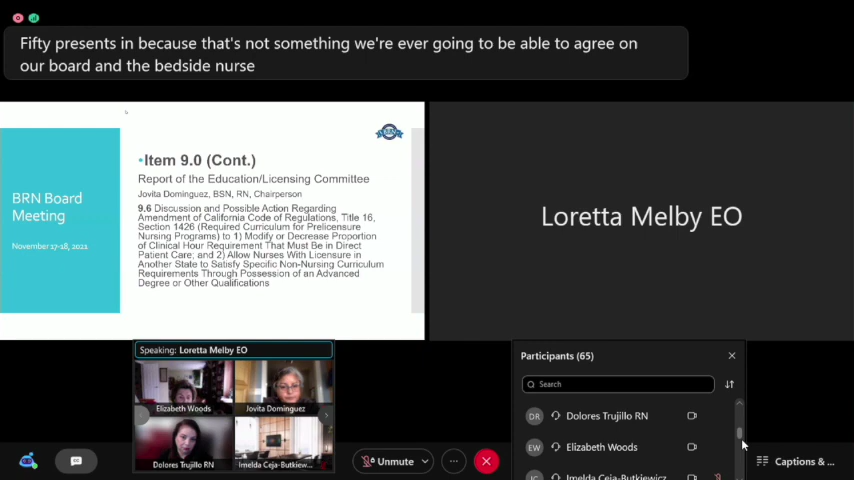 Fifty presents in because that's not something we're ever going to be able to agree on
our board and the bedside nurse
BRN Board
Meeting
November 17-18, 2021
•Item 9.0 (Cont.)
Report of the Education/Licensing Committee
Jovita Dominguez, BSN, RN, Chairperson
9.6 Discussion and Possible Action Regarding
Amendment of California Code of Regulations, Title 16,
Section 1426 (Required Curriculum for Prelicensure
Nursing Programs) to 1) Modify or Decrease Proportion
of Clinical Hour Requirement That Must Be in Direct
Patient Care; and 2) Allow Nurses With Licensure in
Another State to Satisfy Specific Non-Nursing Curriculum
Requirements Through Possession of an Advanced
Degree or Other Qualifications
Loretta Melby EO
Speaking: Loretta Melby EO
Elizabeth Woods
Jovita Dominguez
Dolores Trujillo RN
Imelda Ceja-Butkiew...
Participants (65)
Search
DR Dolores Trujillo RN
EW Elizabeth Woods
IC Imelda Ceja-Butkiewicz
CC
Unmute
...
Captions & ...